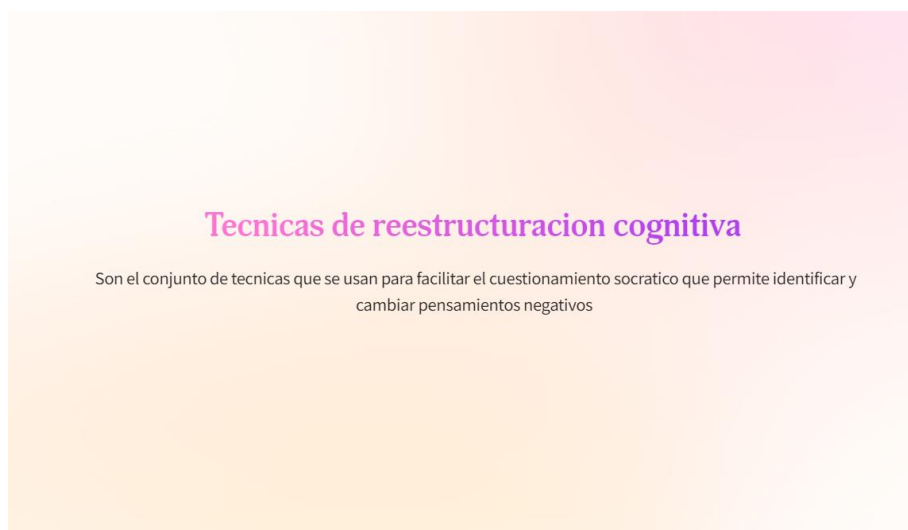 Tecnicas de reestructuracion cognitiva
Son el conjunto de tecnicas que se usan para facilitar el cuestionamiento socratico que permite identificar y
cambiar pensamientos negativos